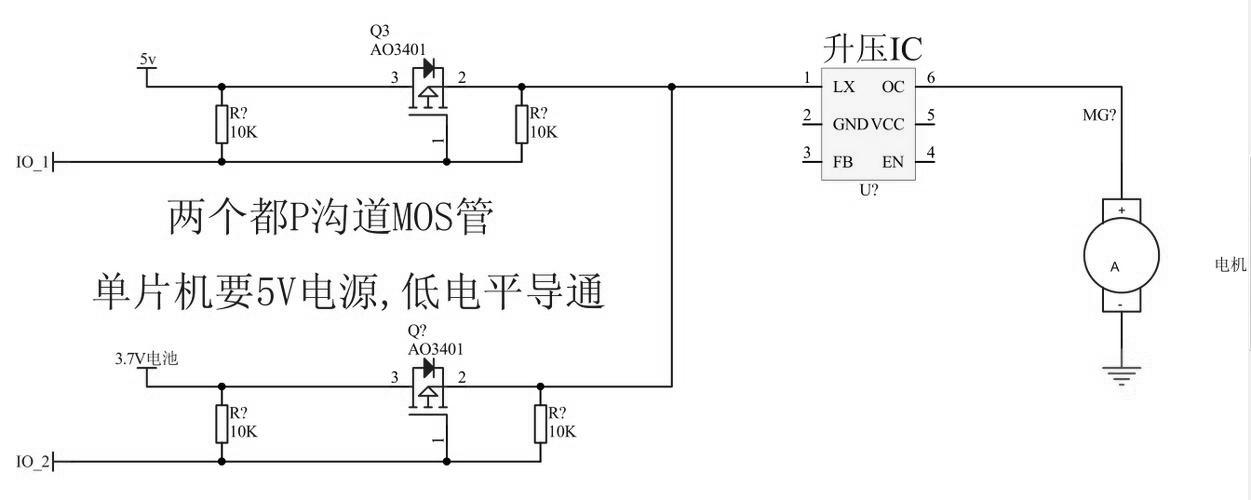 Q3
AO3401
5v
3
2
1
R?
10K
R?
10K
IO_1
升压IC
1
LX
OC
6
2
GND
VCC
5
3
FB
EN
4
U?
MG?
+
A
-
电机
两个都P沟道MOS管
单片机要5V电源,低电平导通
Q?
AO3401
3.7V电池
3
2
1
R?
10K
R?
10K
IO_2